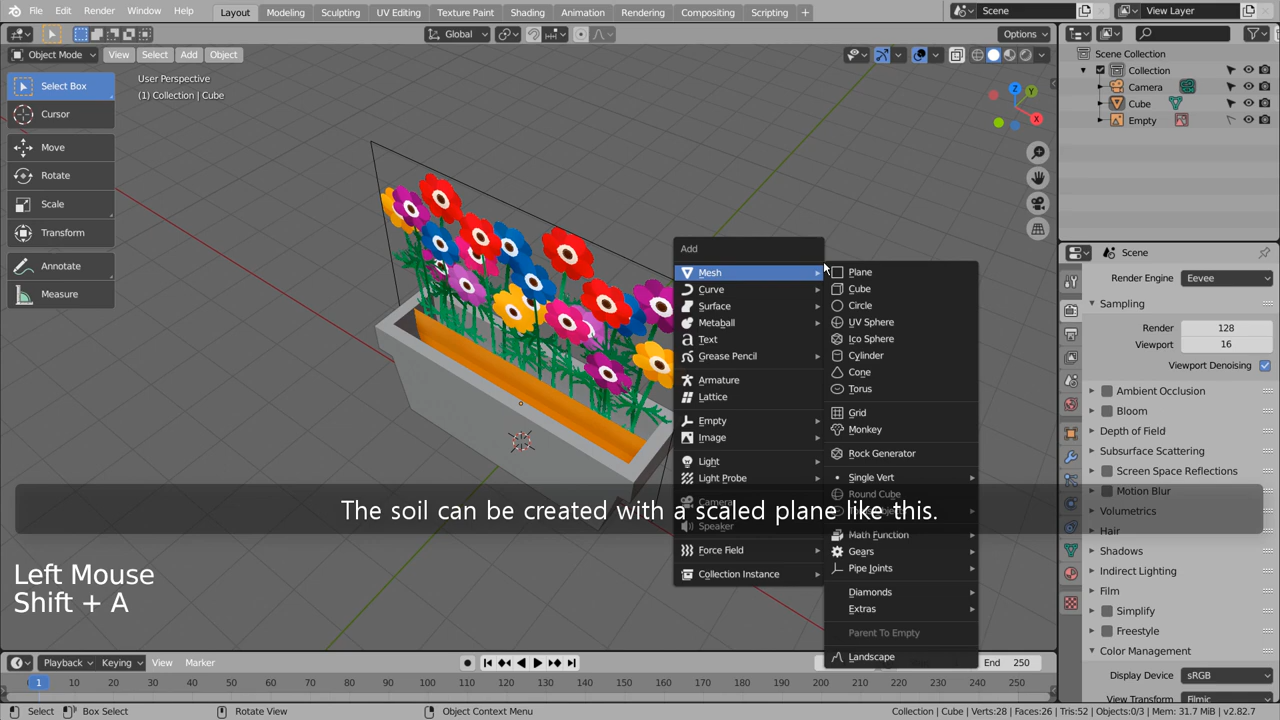 File Edit Render Window Help Layout Modeling Sculpting UV Editing Texture Paint Shading Animation Rendering Compositing Scripting + Scene View Layer
Global Options
Object Mode View Select Add Object
Select Box
Cursor
Move
Rotate
Scale
Transform
Annotate
Measure
User Perspective
(1) Collection | Cube
Z
Y
X
Add
Mesh
Curve
Surface
Metaball
Text
Grease Pencil
Armature
Lattice
Empty
Image
Light
Light Probe
Camera
Speaker
Force Field
Collection Instance
Plane
Cube
Circle
UV Sphere
Ico Sphere
Cylinder
Cone
Torus
Grid
Monkey
Rock Generator
Single Vert
Round Cube
Math Function
Gears
Pipe Joints
Diamonds
Extras
Parent To Empty
Landscape
The soil can be created with a scaled plane like this.
Left Mouse
Shift + A
Scene Collection
Collection
Camera
Cube
Empty
Scene
Render Engine Eevee
Sampling
Render 128
Viewport 16
Viewport Denoising
Ambient Occlusion
Bloom
Depth of Field
Subsurface Scattering
Screen Space Reflections
Motion Blur
Volumetrics
Hair
Shadows
Indirect Lighting
Film
Simplify
Freestyle
Color Management
Display Device sRGB
View Transform Filmic
Playback Keying View Marker End 250
1 10 20 30 40 50 60 70 80 90 100 110 120 130 140 150 160 170 180 190 200 210 220 230 240 250
Select Box Select Rotate View Object Context Menu Collection | Cube | Verts:28 | Faces:26 | Tris:52 | Objects:0/3 | Mem: 31.7 MiB | v2.82.7